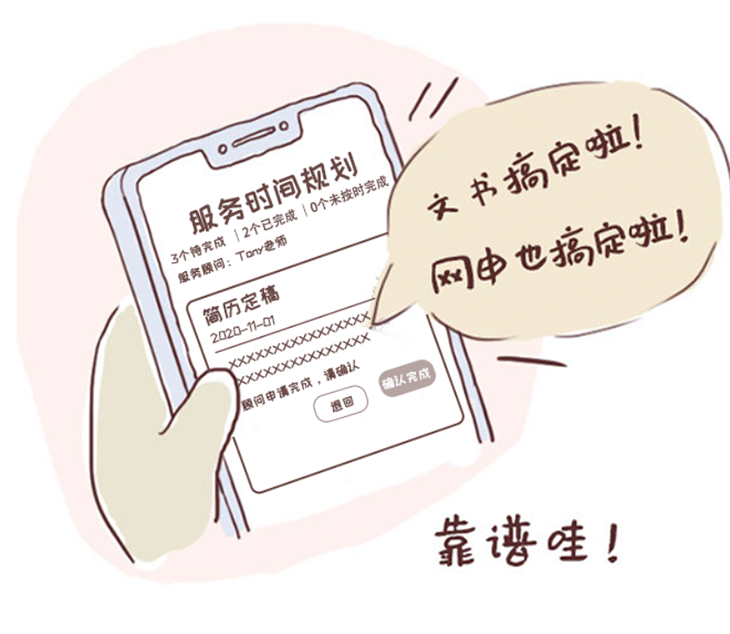 服务时间规划
3个待完成 | 2个已完成 | 0个未按时完成
服务顾问：Tony老师
简历定稿
2020-11-01
XXXXXXXXXXXXXXXX
XXXXXXXXXXXXXXX
顾问申请完成，请确认
退回
确认完成
文书搞定啦！
网申也搞定啦！
靠谱哇！